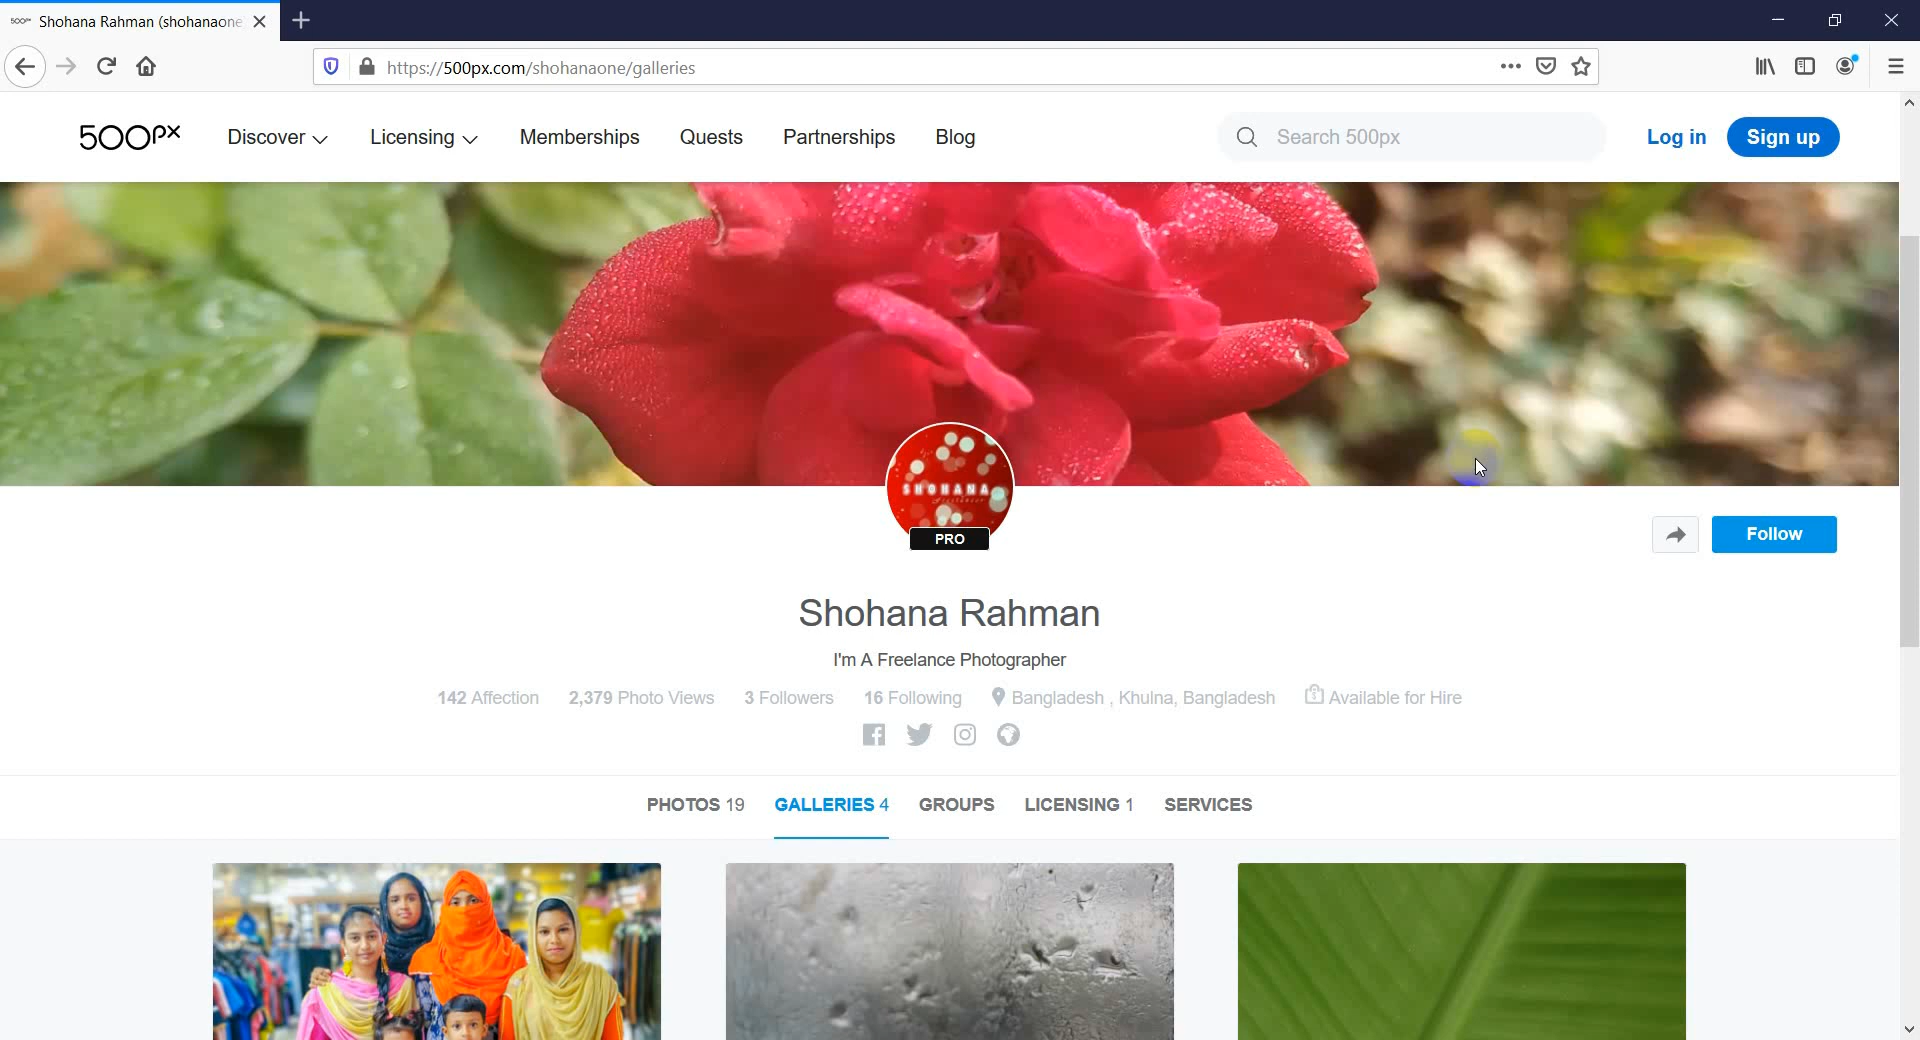 Shohana Rahman (shohanaone
https://500px.com/shohanaone/galleries
500px Discover Licensing Memberships Quests Partnerships Blog Search 500px Log in Sign up
SHOHANA
Freelancer
PRO
Follow
Shohana Rahman
I'm A Freelance Photographer
142 Affection 2,379 Photo Views 3 Followers 16 Following Bangladesh , Khulna, Bangladesh Available for Hire
PHOTOS 19 GALLERIES 4 GROUPS LICENSING 1 SERVICES